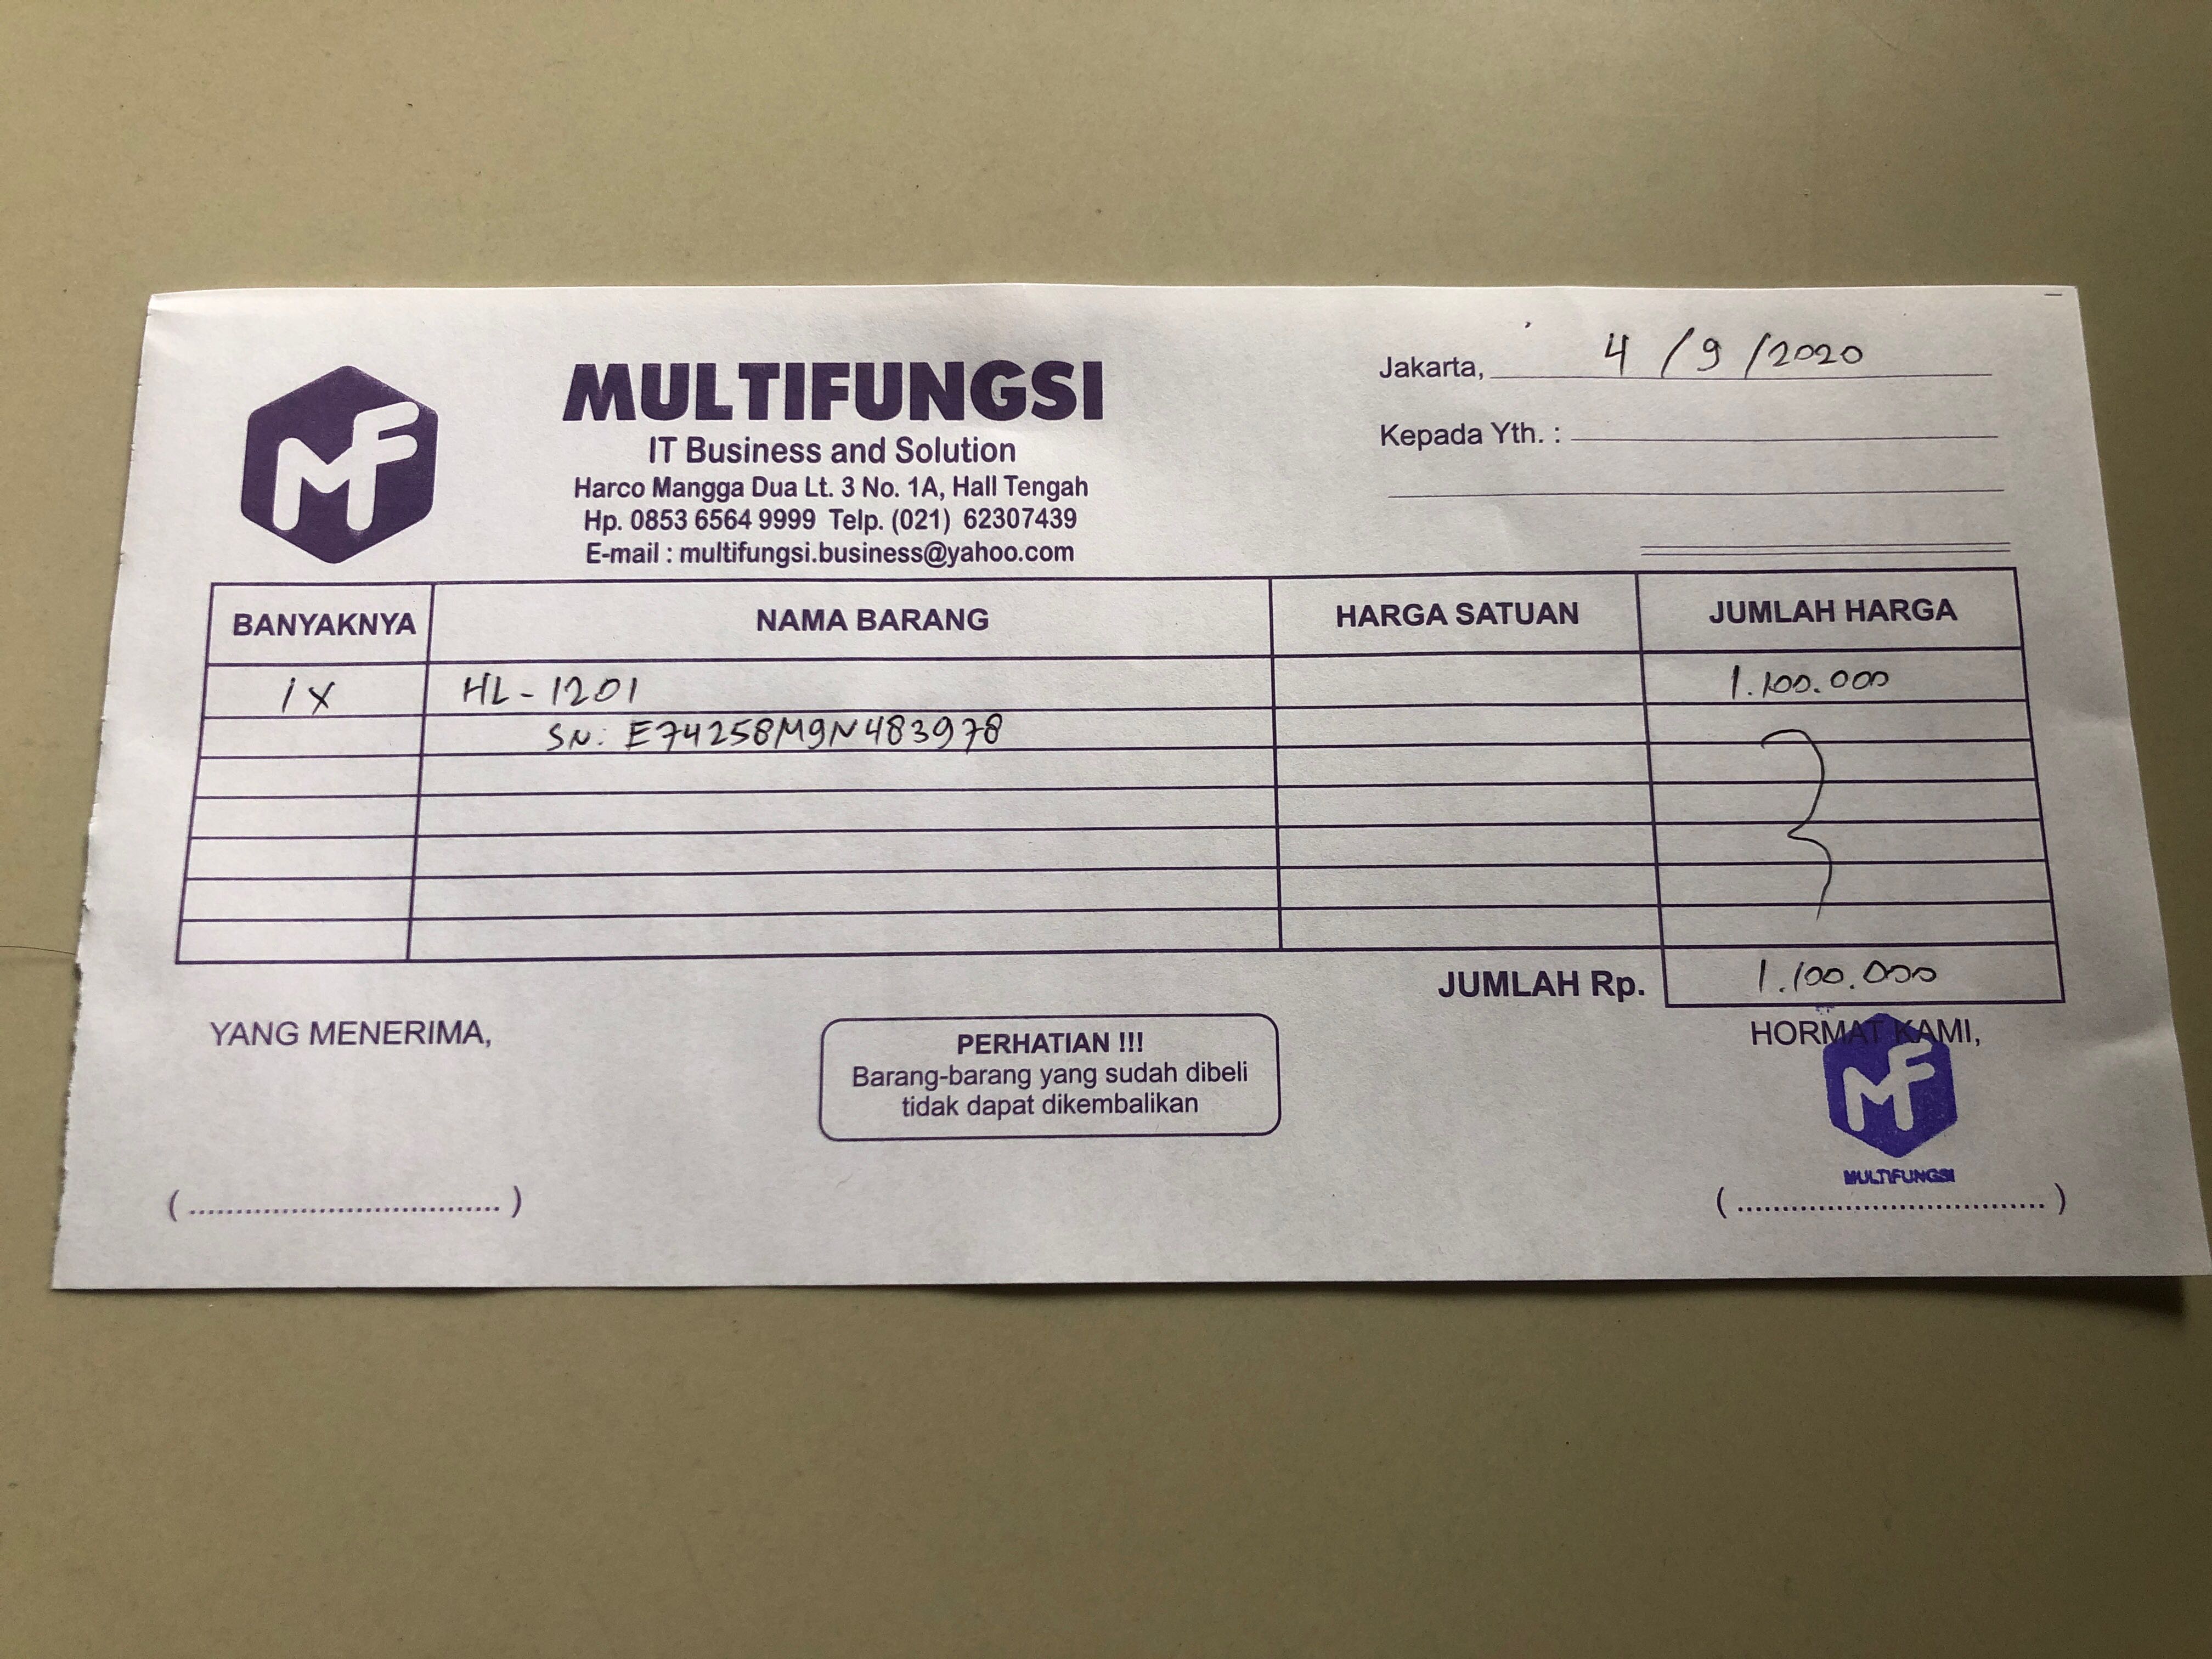 MF
MULTIFUNGSI
IT Business and Solution
Harco Mangga Dua Lt. 3 No. 1A, Hall Tengah
Hp. 0853 6564 9999 Telp. (021) 62307439
E-mail : multifungsi.business@yahoo.com
Jakarta, 4 / 9 / 2020
Kepada Yth. :
BANYAKNYA NAMA BARANG HARGA SATUAN JUMLAH HARGA
1 X HL - 1201 1.100.000
SN: E74258M9N483978
JUMLAH Rp. 1.100.000
YANG MENERIMA,
PERHATIAN !!!
Barang-barang yang sudah dibeli
tidak dapat dikembalikan
HORMAT KAMI,
MF
MULTIFUNGSI
(.................................)
(.................................)